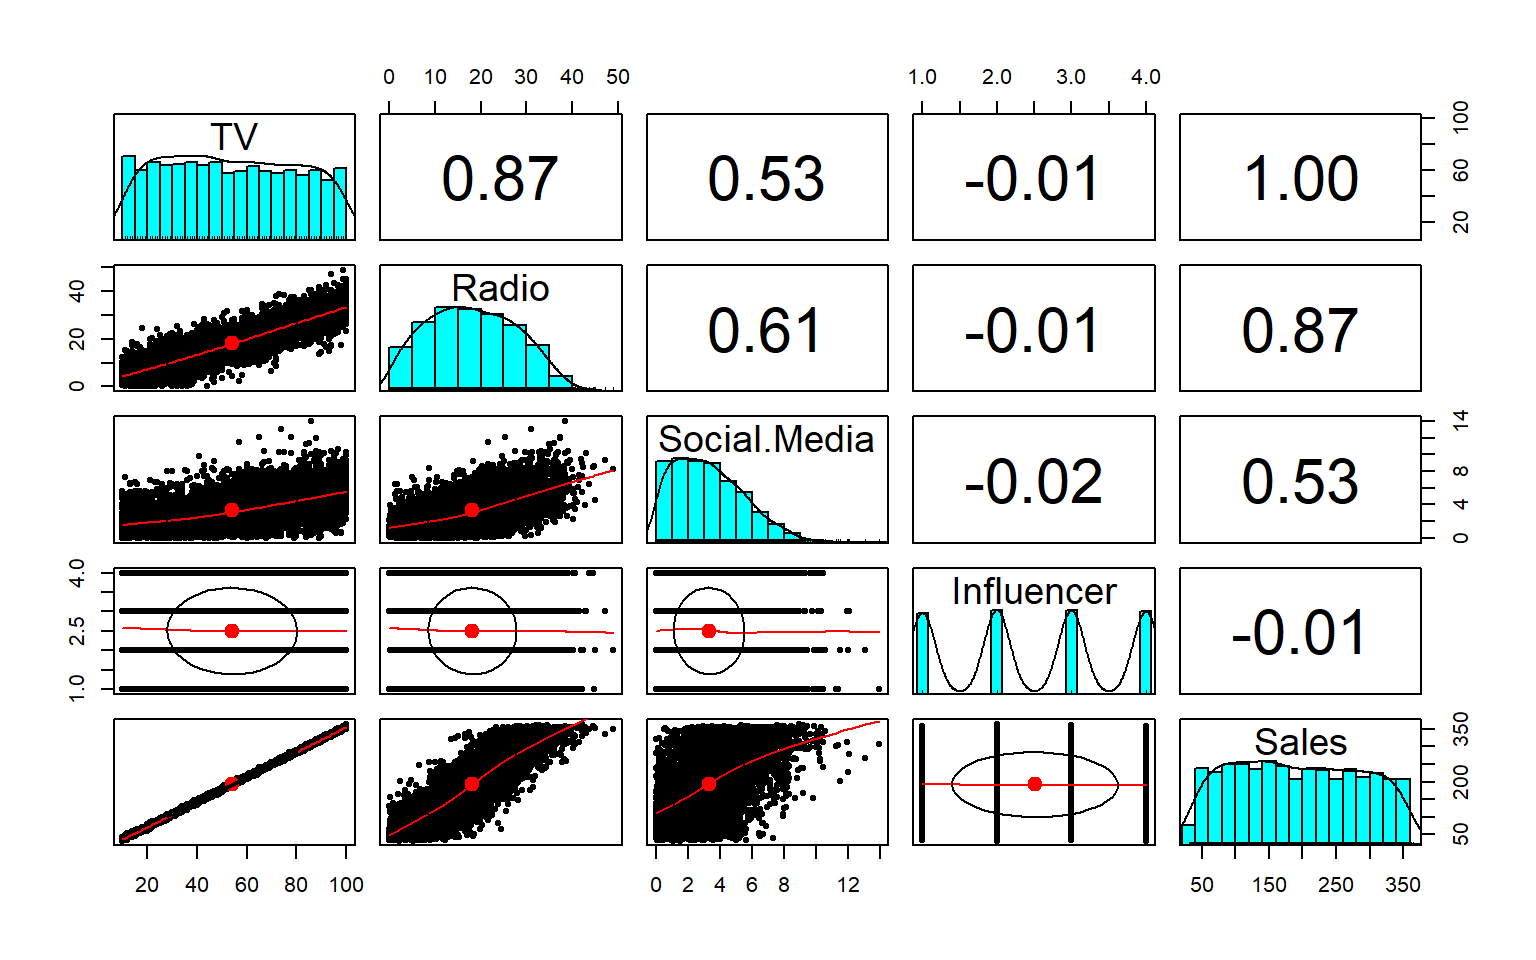 0 10 20 30 40 50 1.0 2.0 3.0 4.0
TV 0.87 0.53 -0.01 1.00 20 60 100
0 20 40 Radio 0.61 -0.01 0.87
Social.Media -0.02 0.53 0 4 8 14
1.0 2.5 4.0 Influencer -0.01
Sales 50 200 350
20 40 60 80 100 0 2 4 6 8 12 50 150 250 350